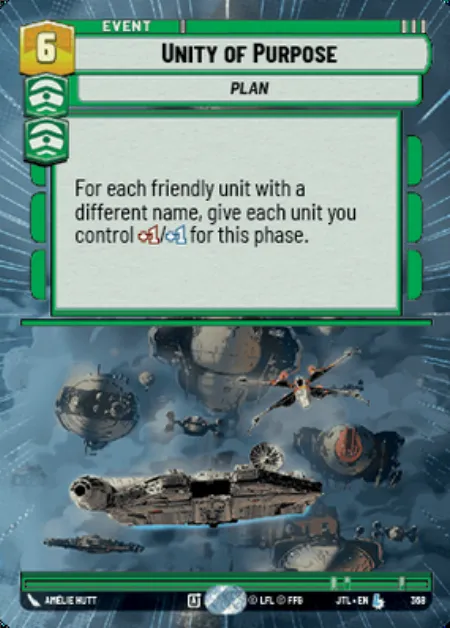 EVENT
6
UNITY OF PURPOSE
PLAN
For each friendly unit with a
different name, give each unit you
control +1/+1 for this phase.
AMÉLIE HUTT
A
© LFL © FFG
JTL • EN
368